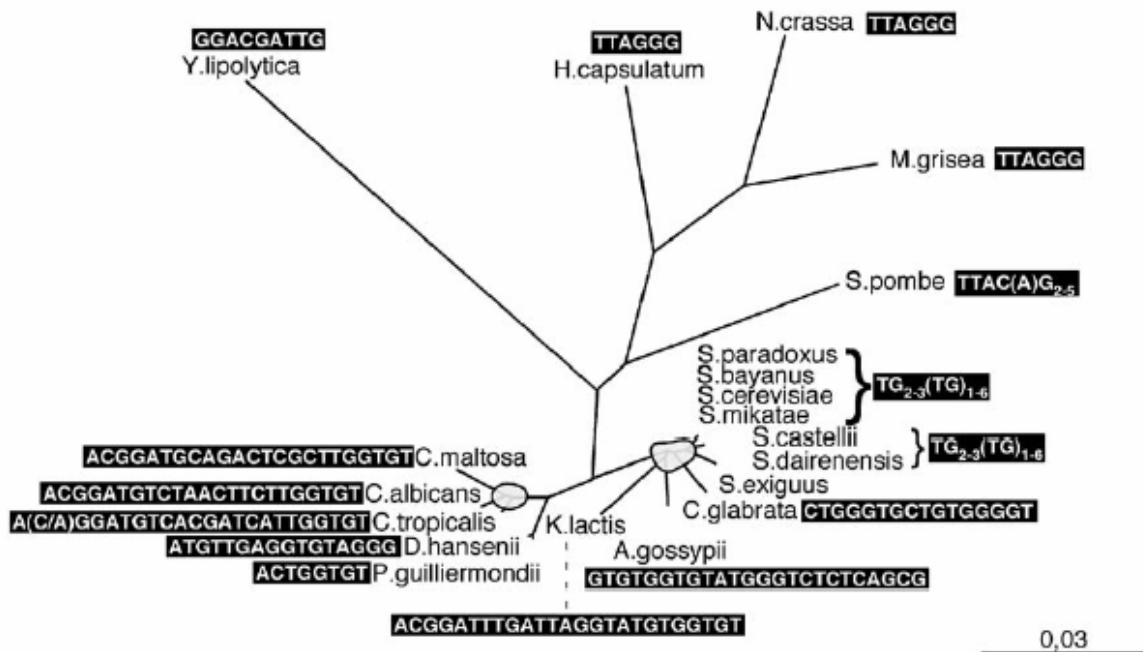 N.crassa TTAGGG
GGACGATTG
Y.lipolytica
TTAGGG
H.capsulatum
M.grisea TTAGGG
S.pombe TTAC(A)G2-5
S.paradoxus
S.bayanus
S.cerevisiae
S.mikatae
TG2-3(TG)1-6
S.castellii
S.dairenensis
TG2-3(TG)1-6
S.exiguus
C.glabrata CTGGGTGCTGTGGGGT
ACGGATGCAGACTCGCTTGGTGT C.maltosa
ACGGATGTCTAACTTCTTGGTGT C.albicans
A(C/A)GGATGTCACGATCATTGGTGT C.tropicalis
K.lactis
ATGTTGAGGTGTAGGG D.hansenii
A.gossypii
ACTGGTGT P.guilliermondii
GTGTGGTGTATGGGTCTCTCAGCG
ACGGATTTGATTAGGTATGTGGTGT
0,03